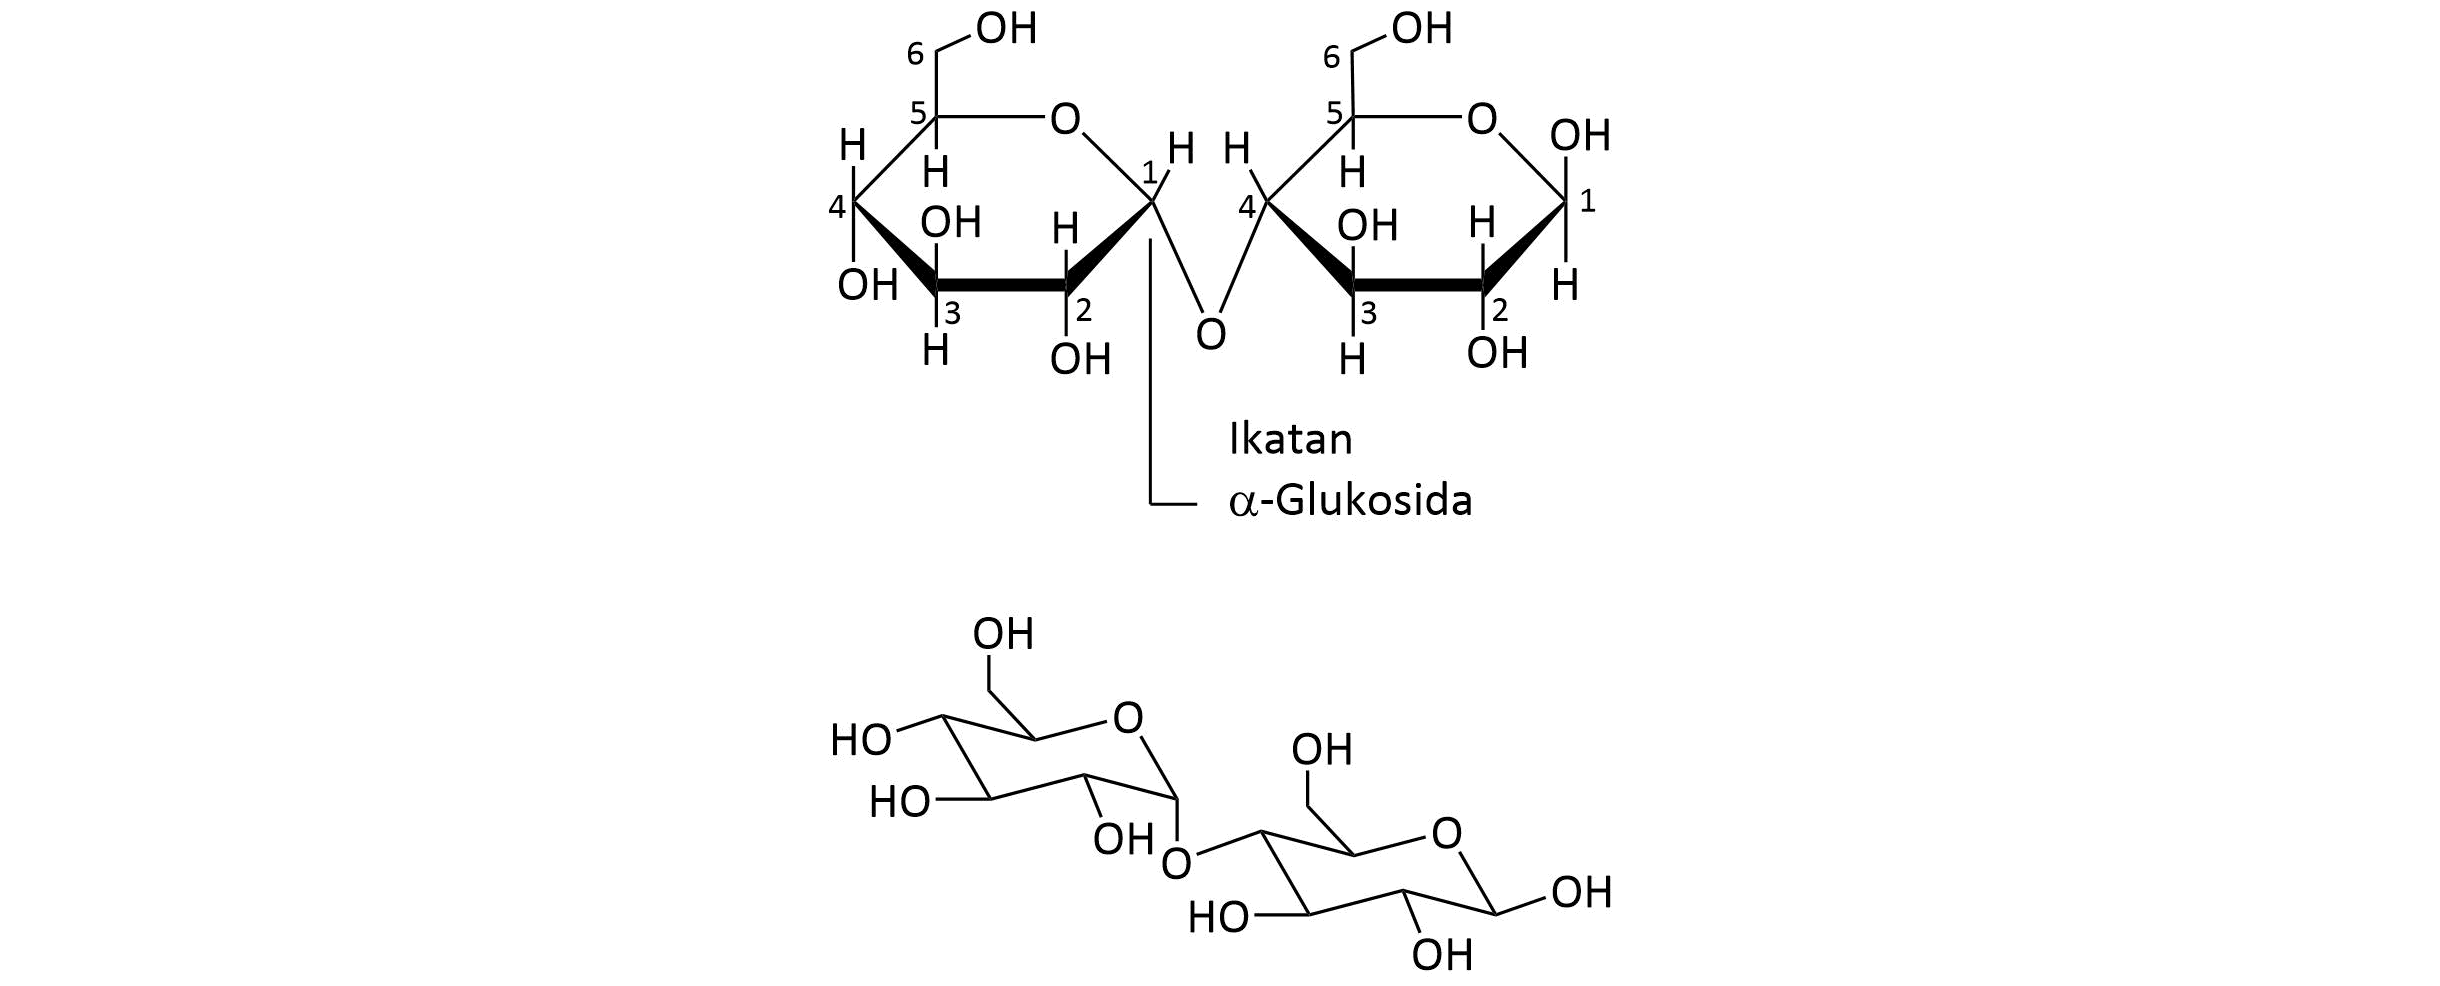 OH OH
6 6
5 O 5 O OH
H H H H
1 1
H H
4 OH H 4 OH H
OH H
3 2 3 2
H OH O H OH
Ikatan
α-Glukosida
OH
O
HO
OH
HO
OH
O
O
OH
HO
OH